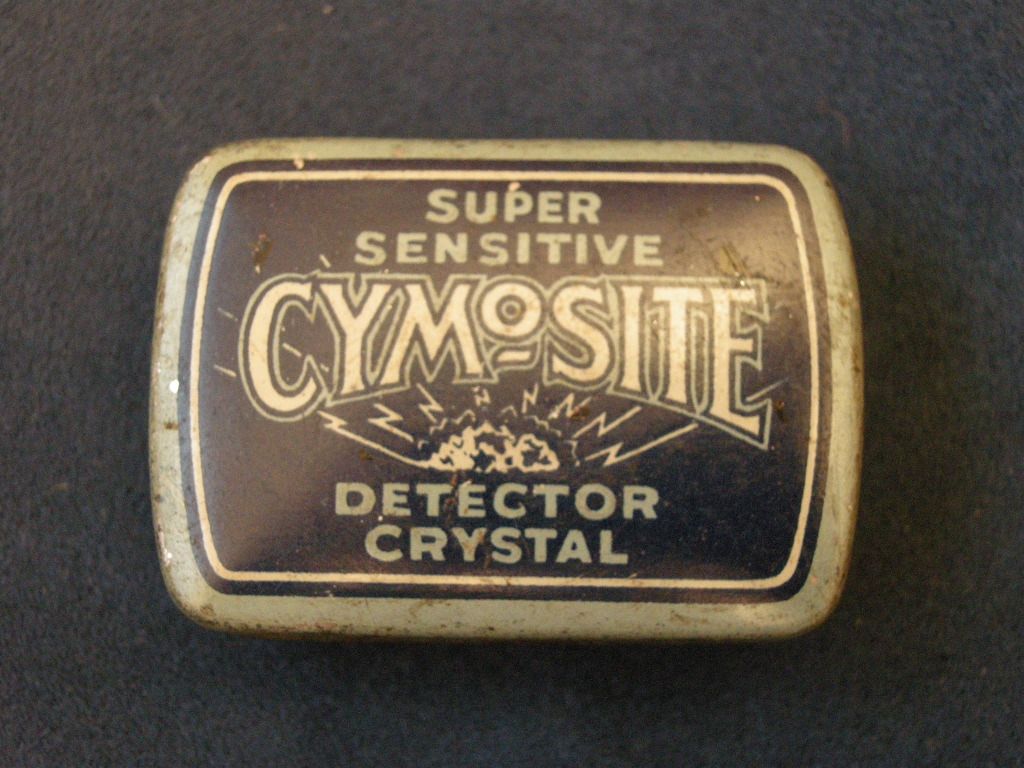 SUPER
SENSITIVE
CYMOSITE
DETECTOR
CRYSTAL